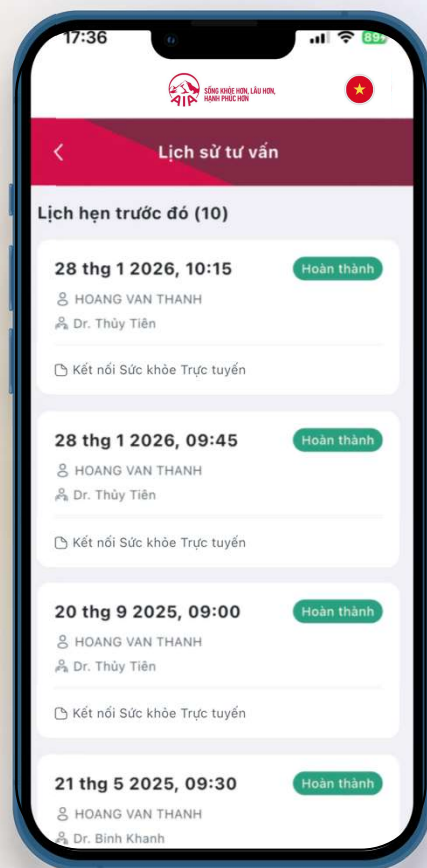 17:36
89+
AIA
SỐNG KHỎE HƠN, LÂU HƠN,
HẠNH PHÚC HƠN
Lịch sử tư vấn
Lịch hẹn trước đó (10)
28 thg 1 2026, 10:15
Hoàn thành
HOANG VAN THANH
Dr. Thủy Tiên
Kết nối Sức khỏe Trực tuyến
28 thg 1 2026, 09:45
Hoàn thành
HOANG VAN THANH
Dr. Thủy Tiên
Kết nối Sức khỏe Trực tuyến
20 thg 9 2025, 09:00
Hoàn thành
HOANG VAN THANH
Dr. Thủy Tiên
Kết nối Sức khỏe Trực tuyến
21 thg 5 2025, 09:30
Hoàn thành
HOANG VAN THANH
Dr. Binh Khanh